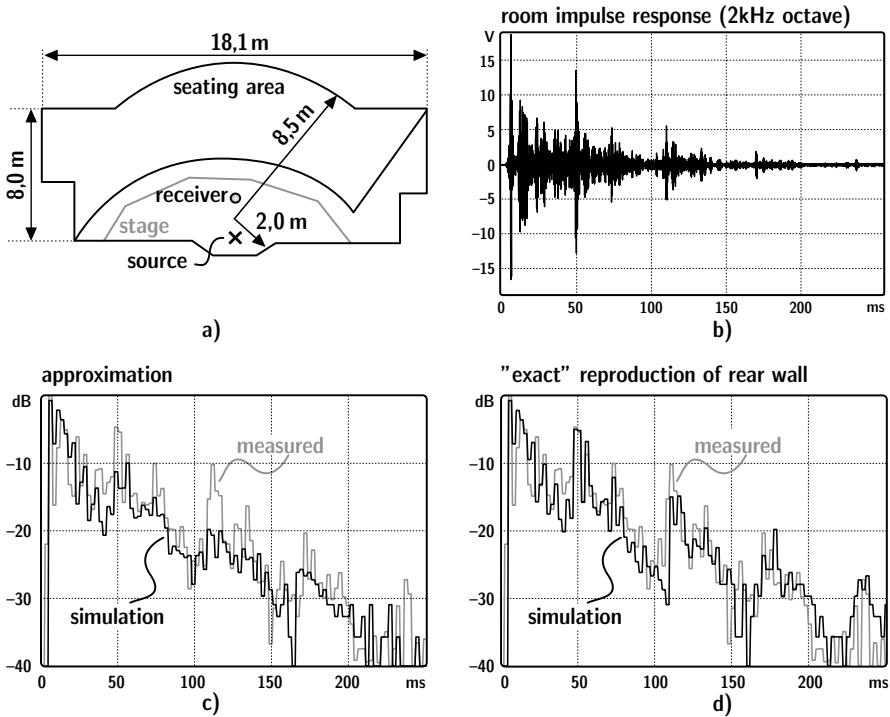 room impulse response (2kHz octave)
18,1 m
seating area
8,5 m
8,0 m
receiver
stage
2,0 m
source
a)
V
15
10
5
0
−5
−10
−15
0 50 100 150 200 ms
b)
approximation
dB
−10
−20
−30
−40
measured
simulation
0 50 100 150 200 ms
c)
"exact" reproduction of rear wall
dB
−10
−20
−30
−40
measured
simulation
0 50 100 150 200 ms
d)